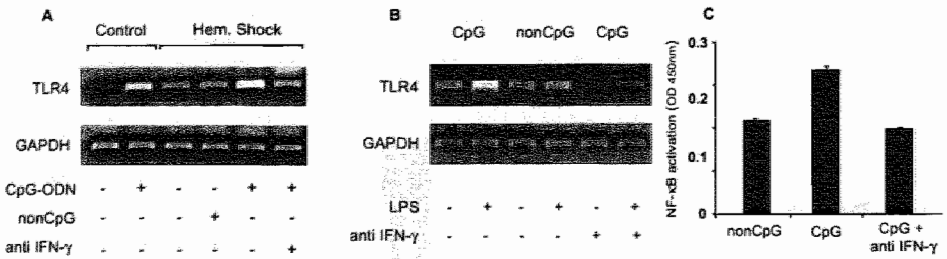 A
Control Hem. Shock
TLR4
GAPDH
CpG-ODN - + - - + +
nonCpG - - - + - -
anti IFN-γ - - - - - +
B
CpG nonCpG CpG
TLR4
GAPDH
LPS - + - + - +
anti IFN-γ - - - - + +
C
NF-κB activation (OD 450nm)
0.3
0.2
0.1
0
nonCpG CpG CpG +
anti IFN-γ